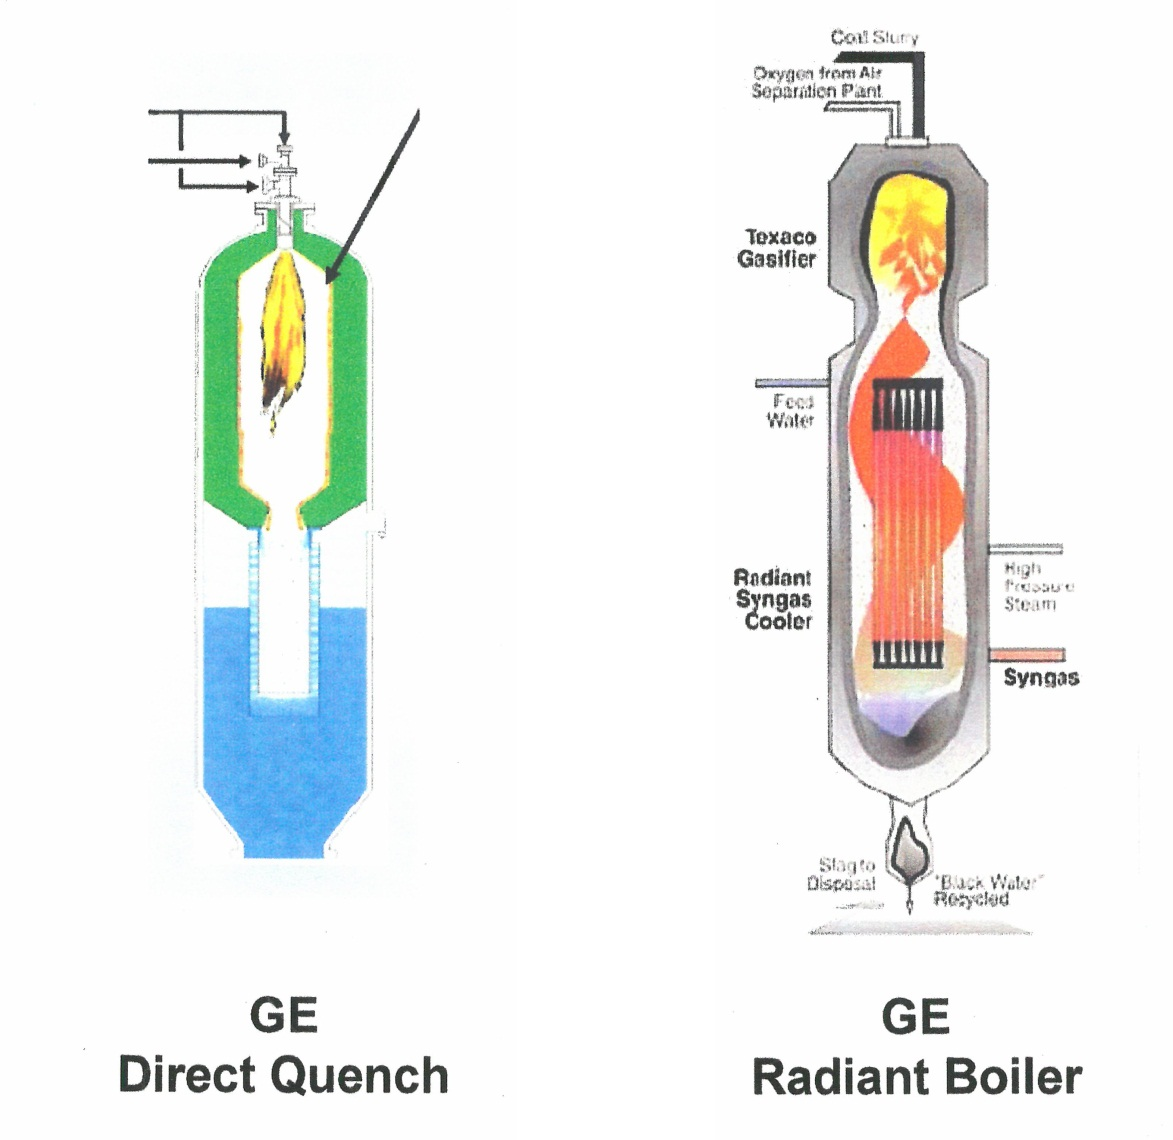 GE
Direct Quench
Coal Slurry
Oxygen from Air
Separation Plant
Texaco
Gasifier
Feed
Water
Radiant
Syngas
Cooler
High
Pressure
Steam
Syngas
Slag to
Disposal
"Black Water"
Recycled
GE
Radiant Boiler